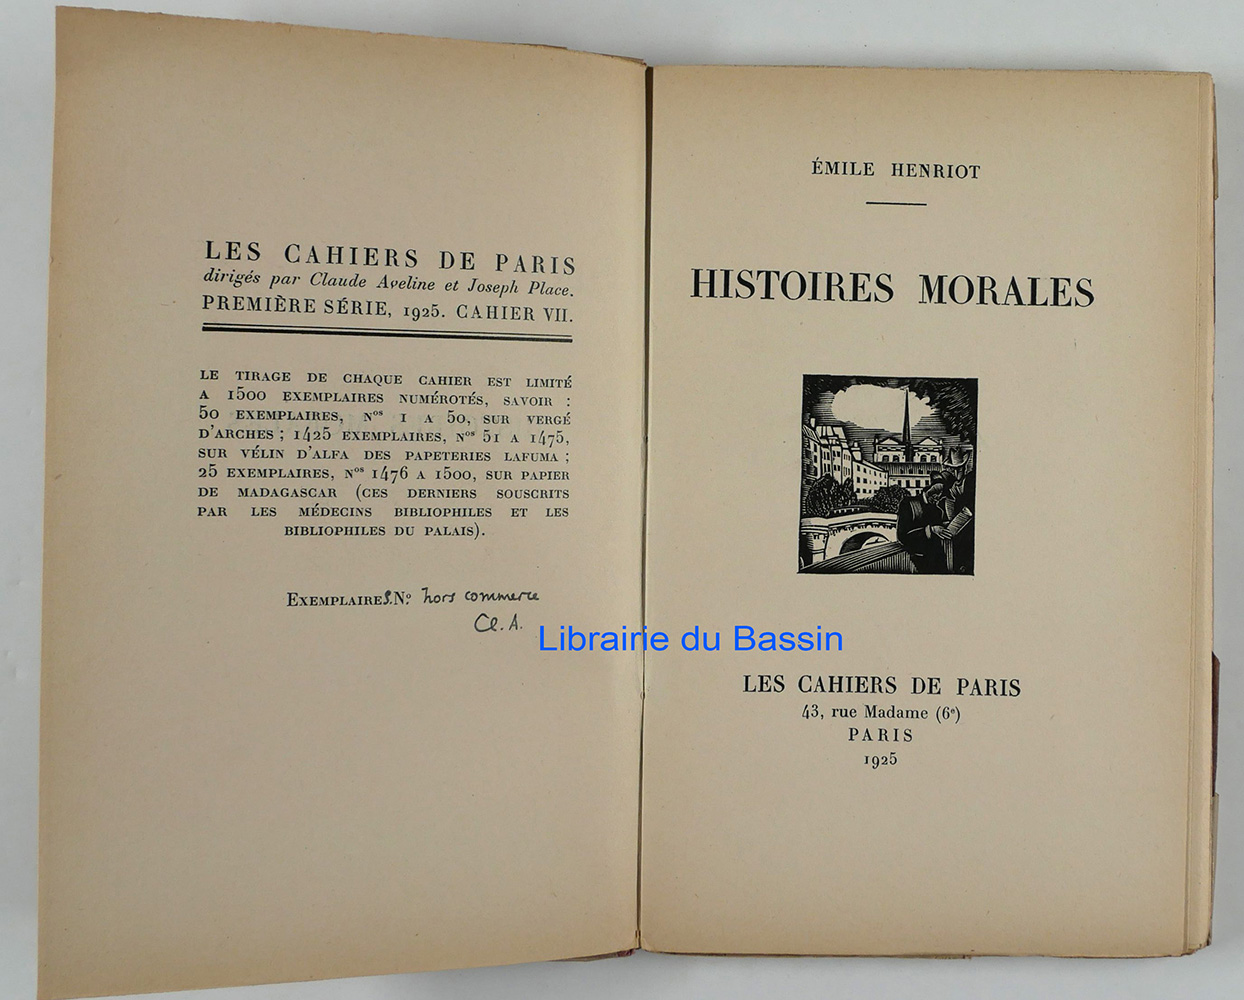 LES CAHIERS DE PARIS
dirigés par Claude Aveline et Joseph Place.
PREMIÈRE SÉRIE, 1925. CAHIER VII.
LE TIRAGE DE CHAQUE CAHIER EST LIMITÉ
A 1500 EXEMPLAIRES NUMÉROTÉS, SAVOIR :
50 EXEMPLAIRES, Nos 1 A 50, SUR VERGÉ
D'ARCHES ; 1425 EXEMPLAIRES, Nos 51 A 1475,
SUR VÉLIN D'ALFA DES PAPETERIES LAFUMA ;
25 EXEMPLAIRES, Nos 1476 A 1500, SUR PAPIER
DE MADAGASCAR (CES DERNIERS SOUSCRITS
PAR LES MÉDECINS BIBLIOPHILES ET LES
BIBLIOPHILES DU PALAIS).
EXEMPLAIRES. No hors commerce
Cl. A.
Librairie du Bassin
ÉMILE HENRIOT
HISTOIRES MORALES
LES CAHIERS DE PARIS
43, rue Madame (6e)
PARIS
1925